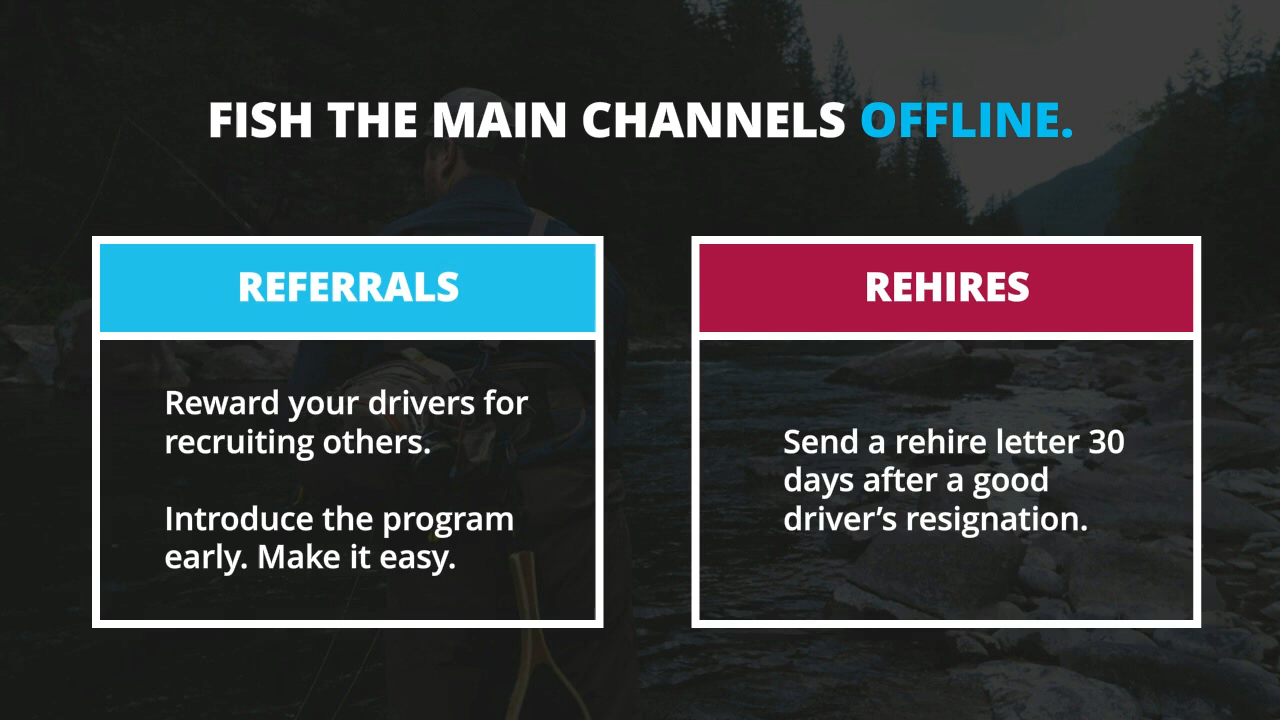 FISH THE MAIN CHANNELS OFFLINE.
REFERRALS
Reward your drivers for
recruiting others.
Introduce the program
early. Make it easy.
REHIRES
Send a rehire letter 30
days after a good
driver’s resignation.